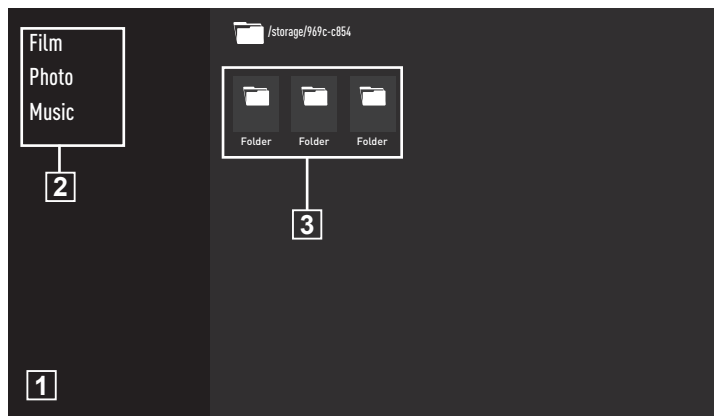 Film
Photo
Music
2
/storage/969c-c854
Folder Folder Folder
3
1